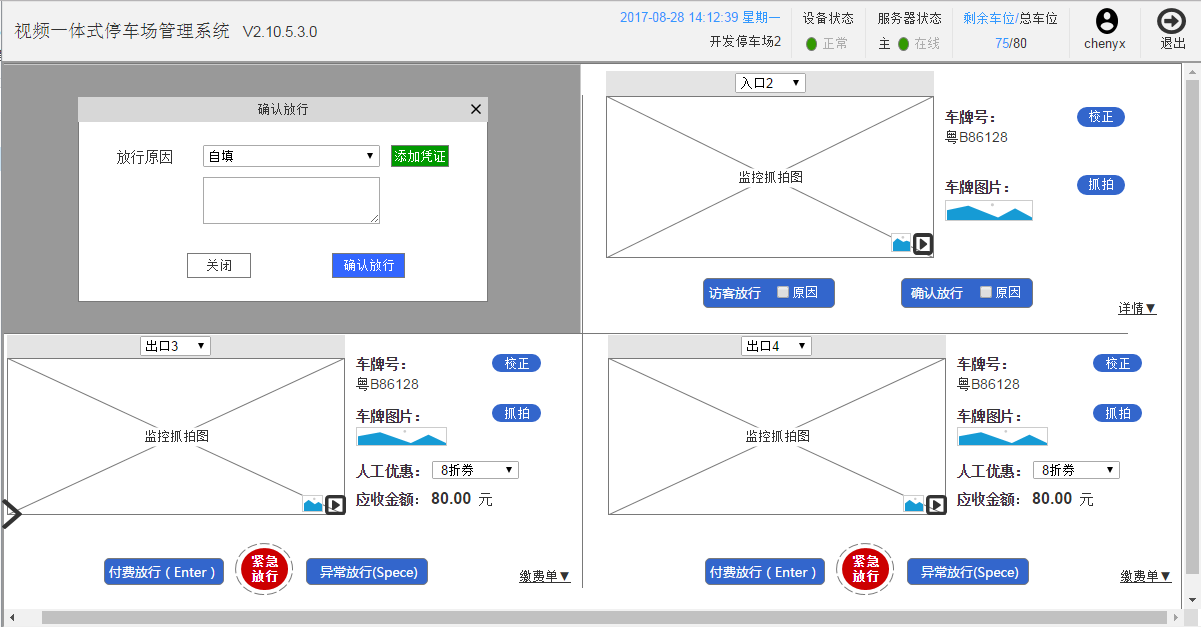 视频一体式停车场管理系统 V2.10.5.3.0
2017-08-28 14:12:39 星期一
开发停车场2
设备状态
正常
服务器状态
主 在线
剩余车位/总车位
75/80
chenyx
退出
确认放行
放行原因 自填 添加凭证
关闭 确认放行
入口2
监控抓拍图
车牌号: 校正
粤B86128
车牌图片: 抓拍
访客放行 原因 确认放行 原因
详情▼
出口3
监控抓拍图
车牌号: 校正
粤B86128
车牌图片: 抓拍
人工优惠: 8折券
应收金额: 80.00 元
付费放行 ( Enter )
紧急
放行
异常放行(Spece)
缴费单▼
出口4
监控抓拍图
车牌号: 校正
粤B86128
车牌图片: 抓拍
人工优惠: 8折券
应收金额: 80.00 元
付费放行 ( Enter )
紧急
放行
异常放行(Spece)
缴费单▼